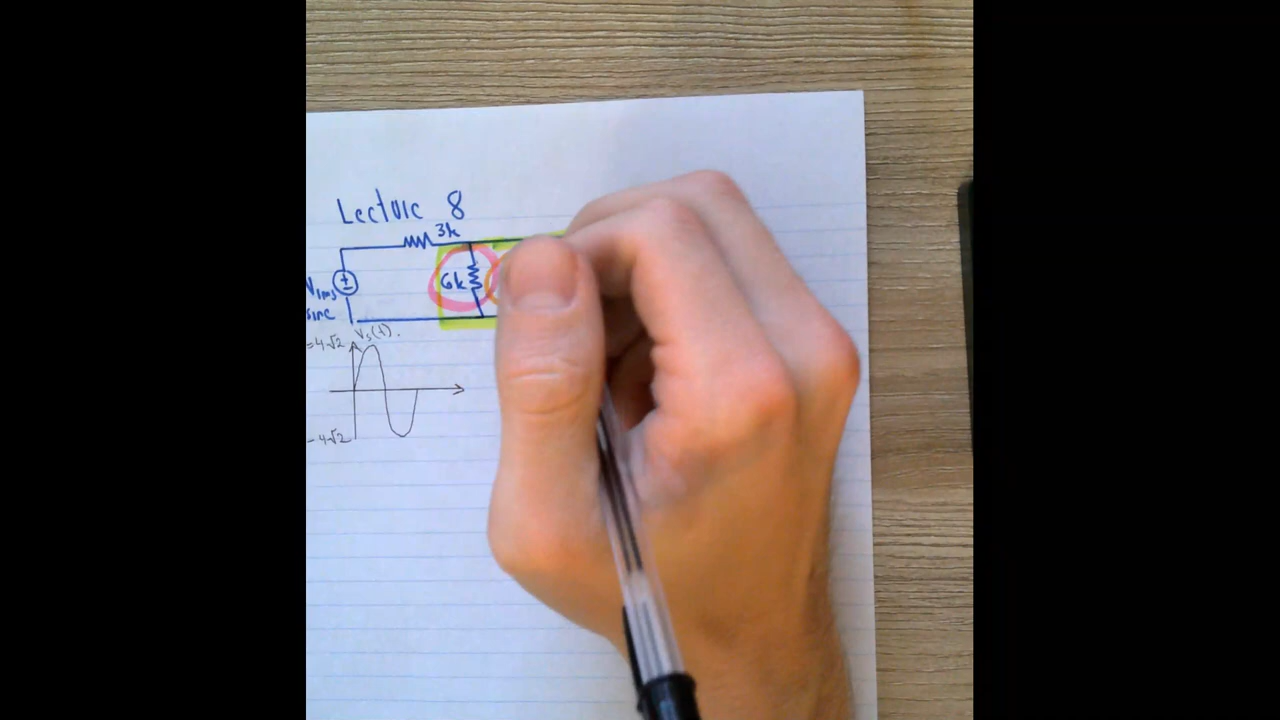 Lecture 8
3k
6k
Vrms
sine
Vs(t).
=4√2
-4√2